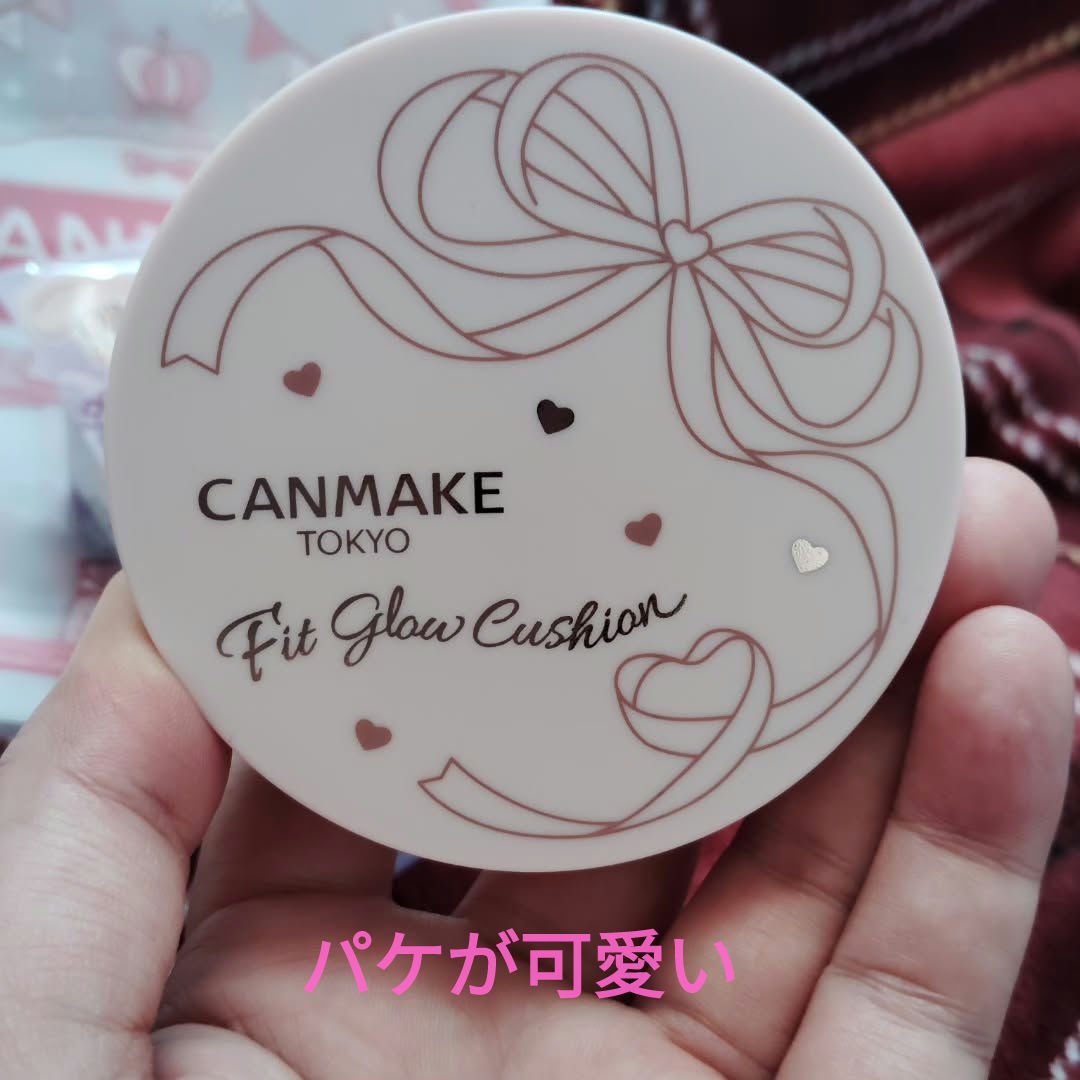 CANMAKE
TOKYO
Fit Glow Cushion
パケが可愛い